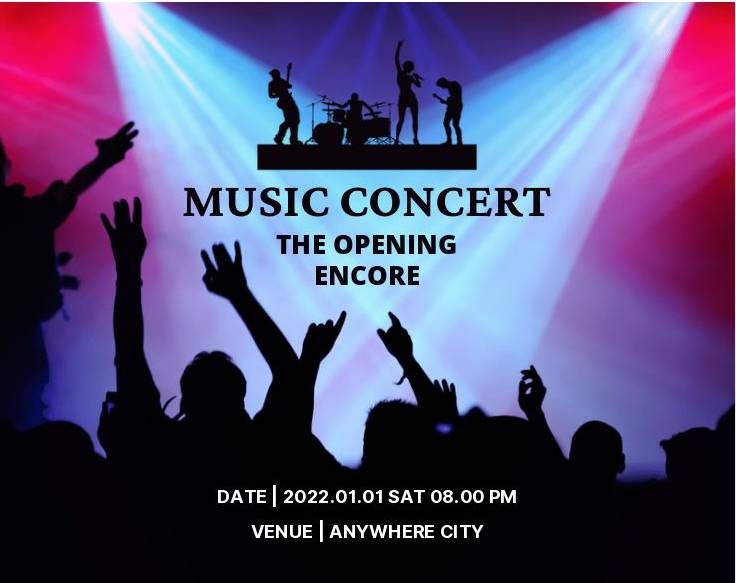 MUSIC CONCERT
THE OPENING
ENCORE
DATE | 2022.01.01 SAT 08.00 PM
VENUE | ANYWHERE CITY